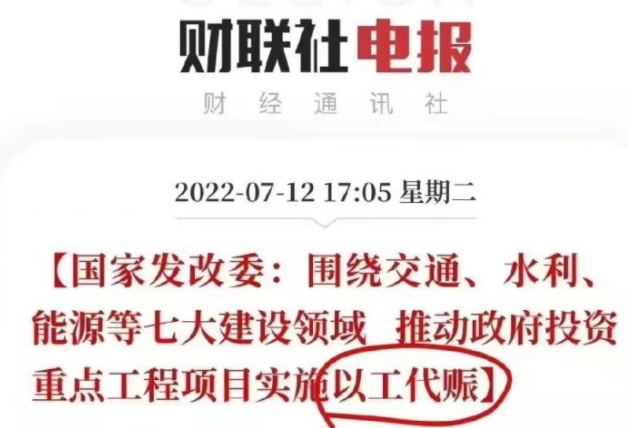 财联社电报
财经通讯社
2022-07-12 17:05 星期二
【国家发改委：围绕交通、水利、
能源等七大建设领域 推动政府投资
重点工程项目实施以工代赈】